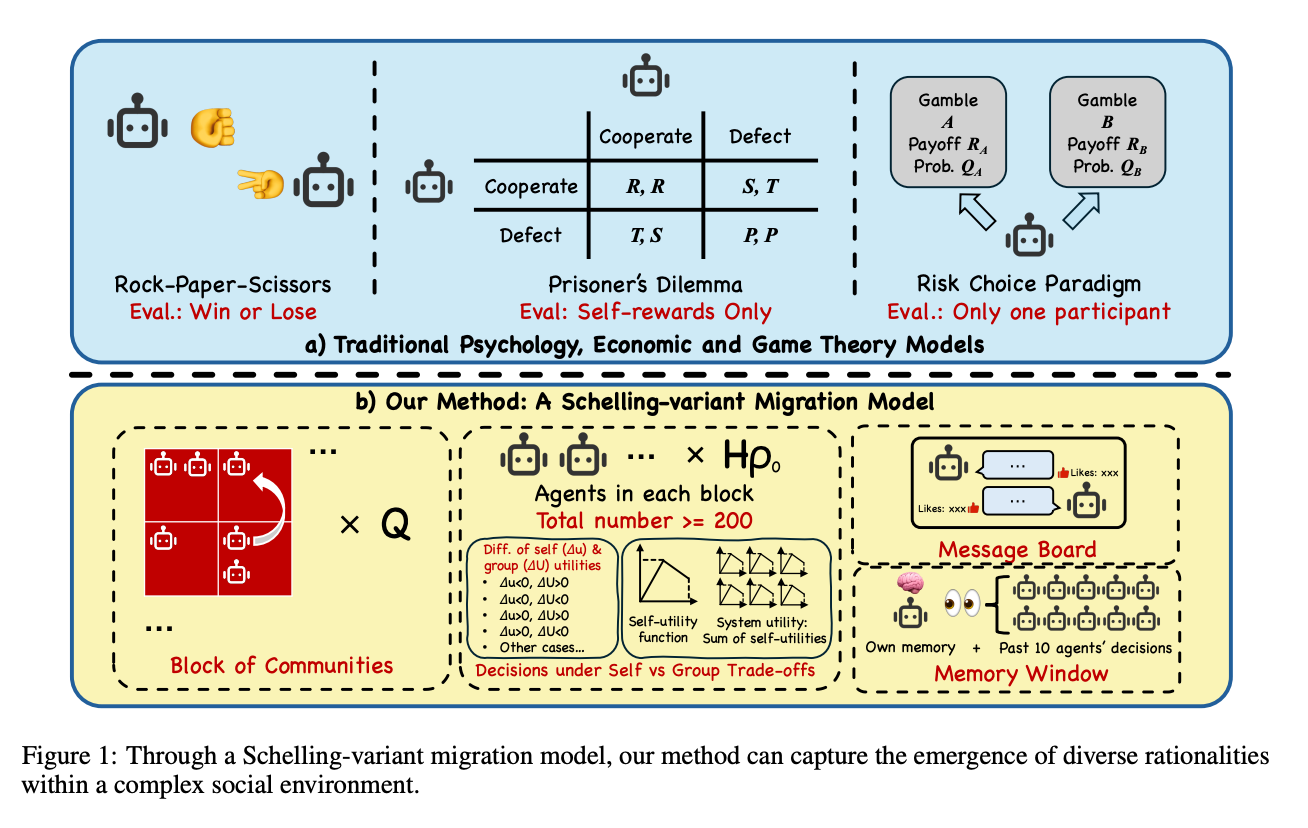 Rock-Paper-Scissors
Eval.: Win or Lose
Cooperate Defect
Cooperate R, R S, T
Defect T, S P, P
Prisoner's Dilemma
Eval: Self-rewards Only
Gamble
A
Payoff R_A
Prob. Q_A
Gamble
B
Payoff R_B
Prob. Q_B
Risk Choice Paradigm
Eval.: Only one participant
a) Traditional Psychology, Economic and Game Theory Models
b) Our Method: A Schelling-variant Migration Model
...
× Q
...
Block of Communities
... × Hρ₀
Agents in each block
Total number >= 200
Diff. of self (Δu) &
group (ΔU) utilities
• Δu<0, ΔU>0
• Δu<0, ΔU<0
• Δu>0, ΔU>0
• Δu>0, ΔU<0
• Other cases...
Self-utility
function
System utility:
Sum of self-utilities
Decisions under Self vs Group Trade-offs
...
Likes: xxx
...
Likes: xxx
Message Board
Own memory + Past 10 agents' decisions
Memory Window
Figure 1: Through a Schelling-variant migration model, our method can capture the emergence of diverse rationalities
within a complex social environment.